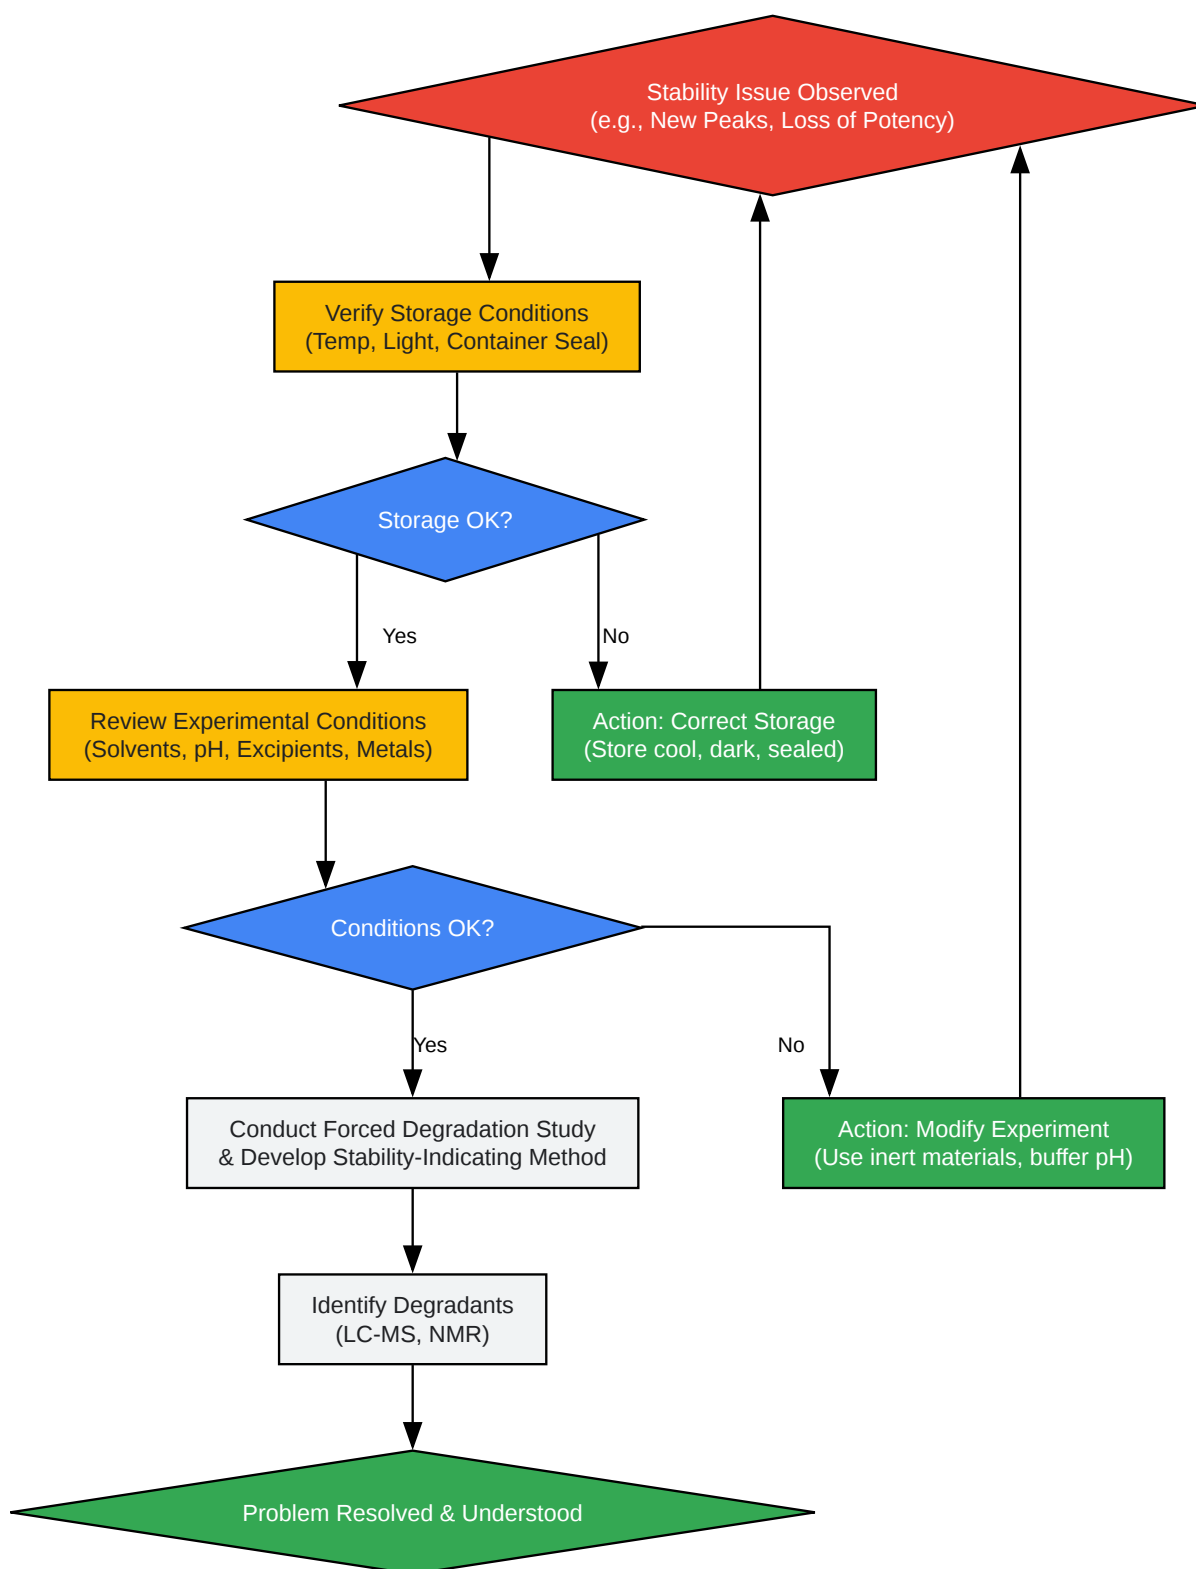 Stability Issue Observed
(e.g., New Peaks, Loss of Potency)
Verify Storage Conditions
(Temp, Light, Container Seal)
Storage OK?
Yes
No
Review Experimental Conditions
(Solvents, pH, Excipients, Metals)
Action: Correct Storage
(Store cool, dark, sealed)
Conditions OK?
Yes
No
Conduct Forced Degradation Study
& Develop Stability-Indicating Method
Action: Modify Experiment
(Use inert materials, buffer pH)
Identify Degradants
(LC-MS, NMR)
Problem Resolved & Understood